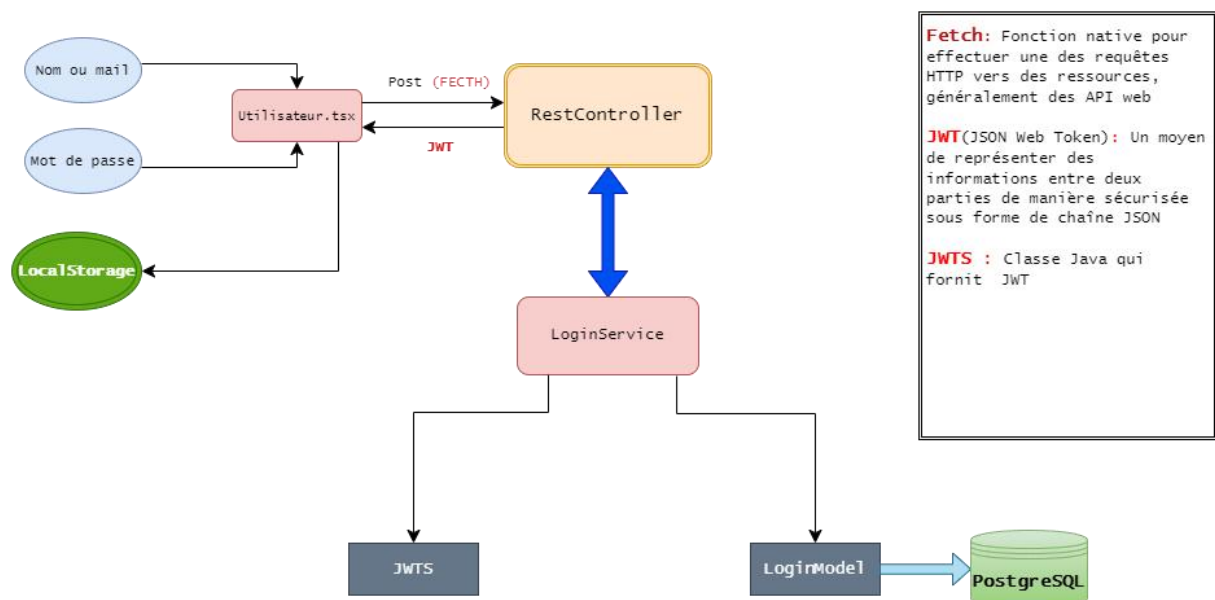 Nom ou mail
Mot de passe
LocalStorage
Utilisateur.tsx
Post (FECTH)
JWT
RestController
LoginService
JWTS
LoginModel
PostgreSQL
Fetch: Fonction native pour
effectuer une des requêtes
HTTP vers des ressources,
généralement des API web
JWT(JSON Web Token): Un moyen
de représenter des
informations entre deux
parties de manière sécurisée
sous forme de chaîne JSON
JWTS : Classe Java qui
fornit JWT